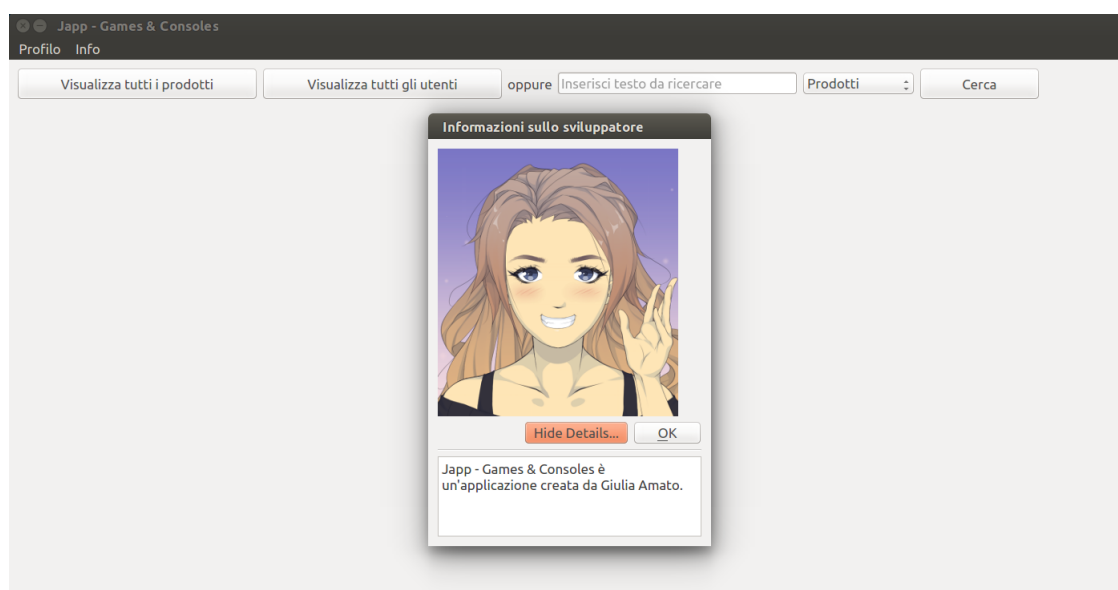 Japp - Games & Consoles
Profilo Info
Visualizza tutti i prodotti Visualizza tutti gli utenti oppure Inserisci testo da ricercare Prodotti Cerca
Informazioni sullo sviluppatore
Hide Details... OK
Japp - Games & Consoles è
un'applicazione creata da Giulia Amato.